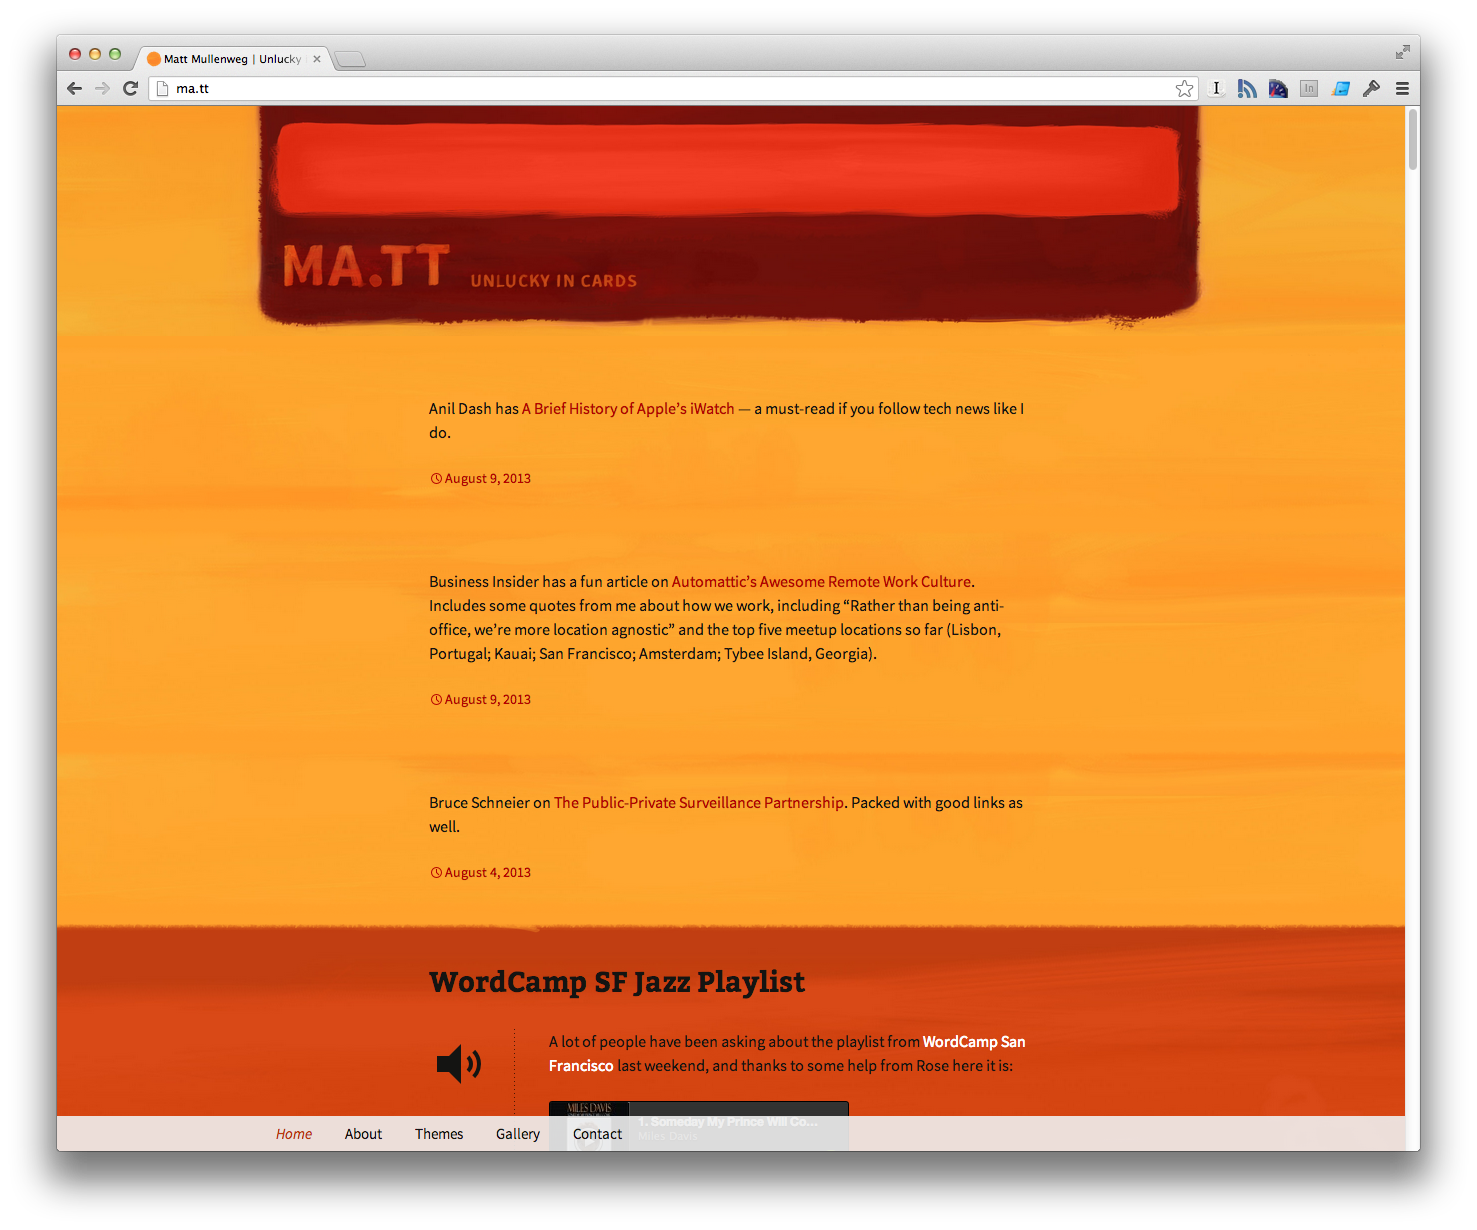 Matt Mullenweg | Unlucky
ma.tt
MA.TT UNLUCKY IN CARDS
Anil Dash has A Brief History of Apple’s iWatch — a must-read if you follow tech news like I
do.
August 9, 2013
Business Insider has a fun article on Automattic’s Awesome Remote Work Culture.
Includes some quotes from me about how we work, including “Rather than being anti-
office, we’re more location agnostic” and the top five meetup locations so far (Lisbon,
Portugal; Kauai; San Francisco; Amsterdam; Tybee Island, Georgia).
August 9, 2013
Bruce Schneier on The Public-Private Surveillance Partnership. Packed with good links as
well.
August 4, 2013
WordCamp SF Jazz Playlist
A lot of people have been asking about the playlist from WordCamp San
Francisco last weekend, and thanks to some help from Rose here it is:
MILES DAVIS
1. Someday My Prince Will Co...
Miles Davis
Home About Themes Gallery Contact